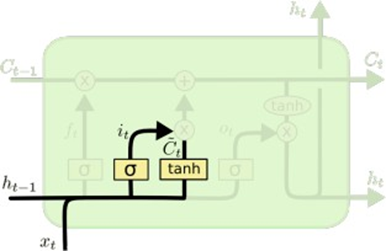 h_t
C_{t-1}
C_t
x
+
tanh
f_t
i_t
x
o_t
x
C̃_t
σ
σ
tanh
σ
h_{t-1}
h_t
x_t